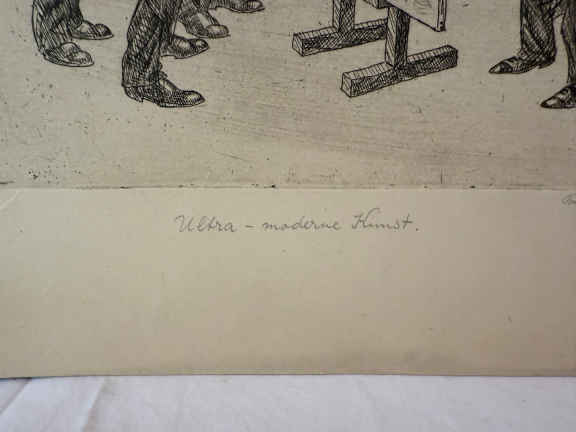 Ultra - moderne Kunst.